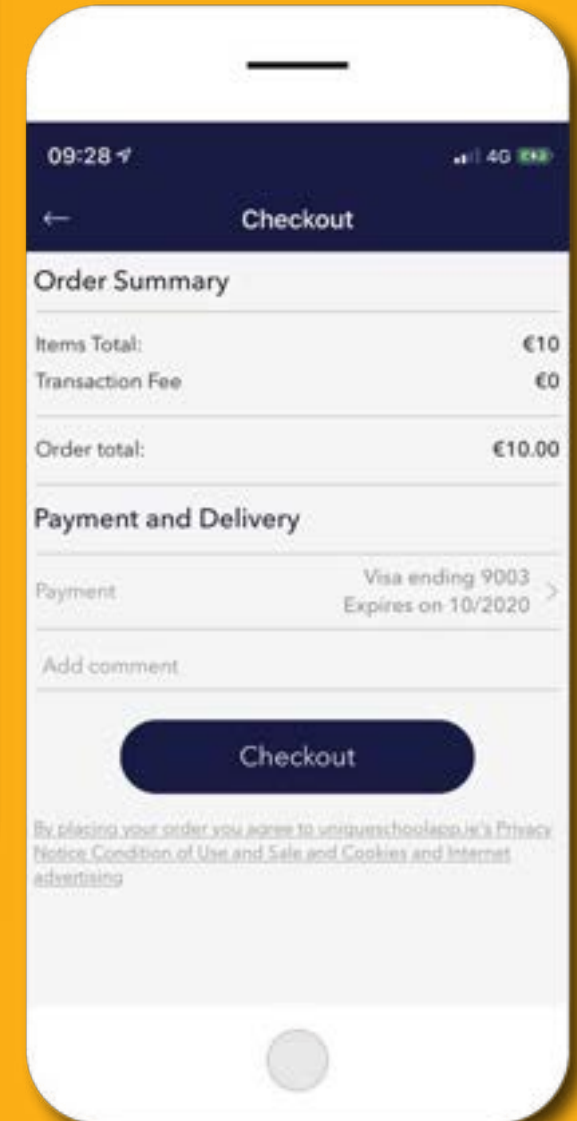 09:28
4G
Checkout
Order Summary
Items Total: €10
Transaction Fee €0
Order total: €10.00
Payment and Delivery
Payment Visa ending 9003
Expires on 10/2020
Add comment
Checkout
By placing your order you agree to uniqueschoolapp.ie's Privacy
Notice Condition of Use and Sale and Cookies and Internet
advertising